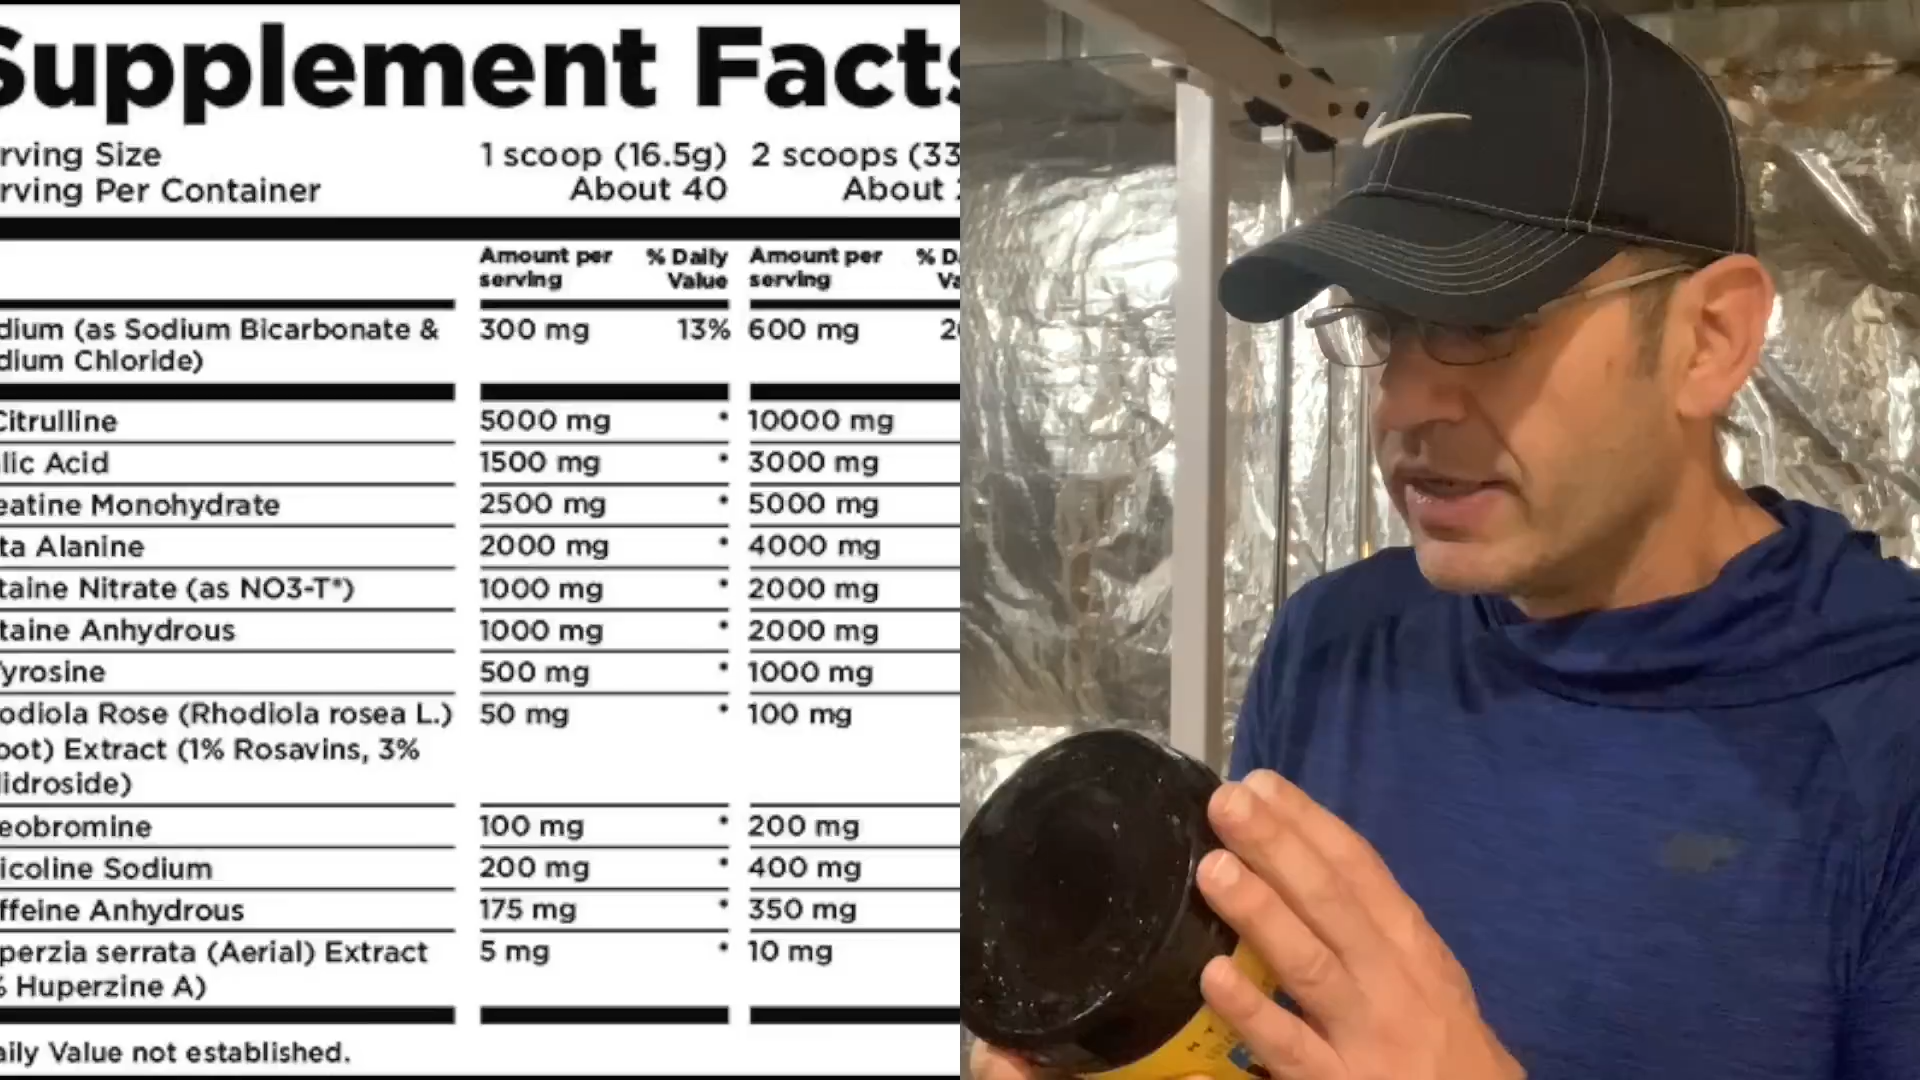 Supplement Facts
rving Size 1 scoop (16.5g) 2 scoops (33
rving Per Container About 40 About
Amount per serving % Daily Value Amount per serving % D Va
dium (as Sodium Bicarbonate & 300 mg 13% 600 mg 2
dium Chloride)
Citrulline 5000 mg * 10000 mg
lic Acid 1500 mg * 3000 mg
eatine Monohydrate 2500 mg * 5000 mg
ta Alanine 2000 mg * 4000 mg
taine Nitrate (as NO3-T*) 1000 mg * 2000 mg
taine Anhydrous 1000 mg * 2000 mg
yrosine 500 mg * 1000 mg
odiola Rose (Rhodiola rosea L.) 50 mg * 100 mg
oot) Extract (1% Rosavins, 3%
lidroside)
eobromine 100 mg * 200 mg
icoline Sodium 200 mg * 400 mg
ffeine Anhydrous 175 mg * 350 mg
perzia serrata (Aerial) Extract 5 mg * 10 mg
% Huperzine A)
aily Value not established.